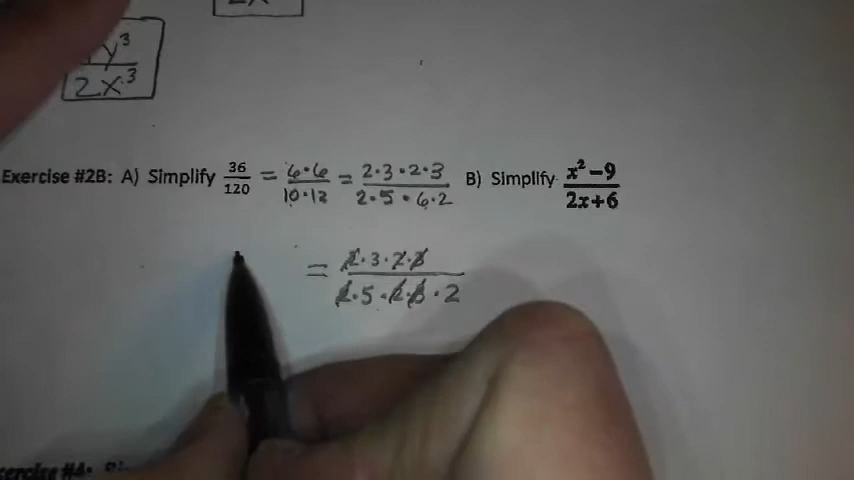 2x
y³
2x³
Exercise #2B: A) Simplify 36/120 = 6·6/10·12 = 2·3·2·3/2·5·6·2 B) Simplify x²-9/2x+6
= 2·3·2·3/2·5·2·3·2